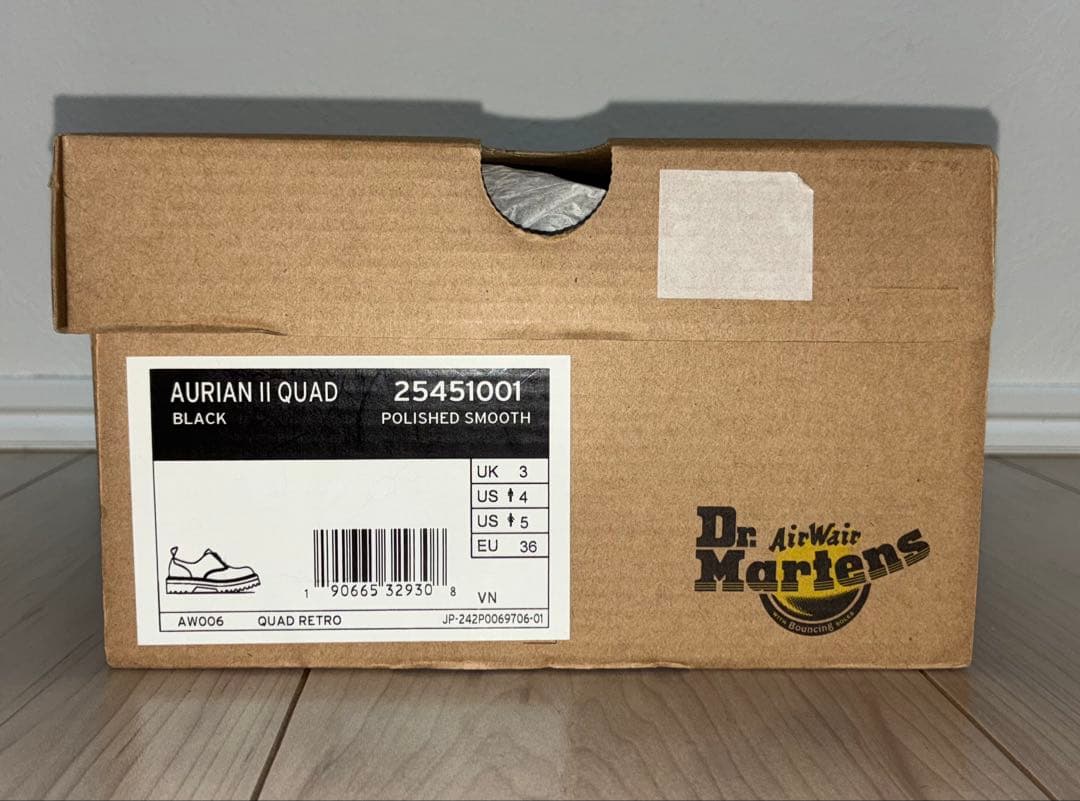 AURIAN II QUAD 25451001
BLACK POLISHED SMOOTH
UK 3
US 4
US 5
EU 36
1 90665 32930 8
VN
AW006 QUAD RETRO JP-242P0069706-01
Dr. AirWair
Martens
WITH Bouncing SOLES